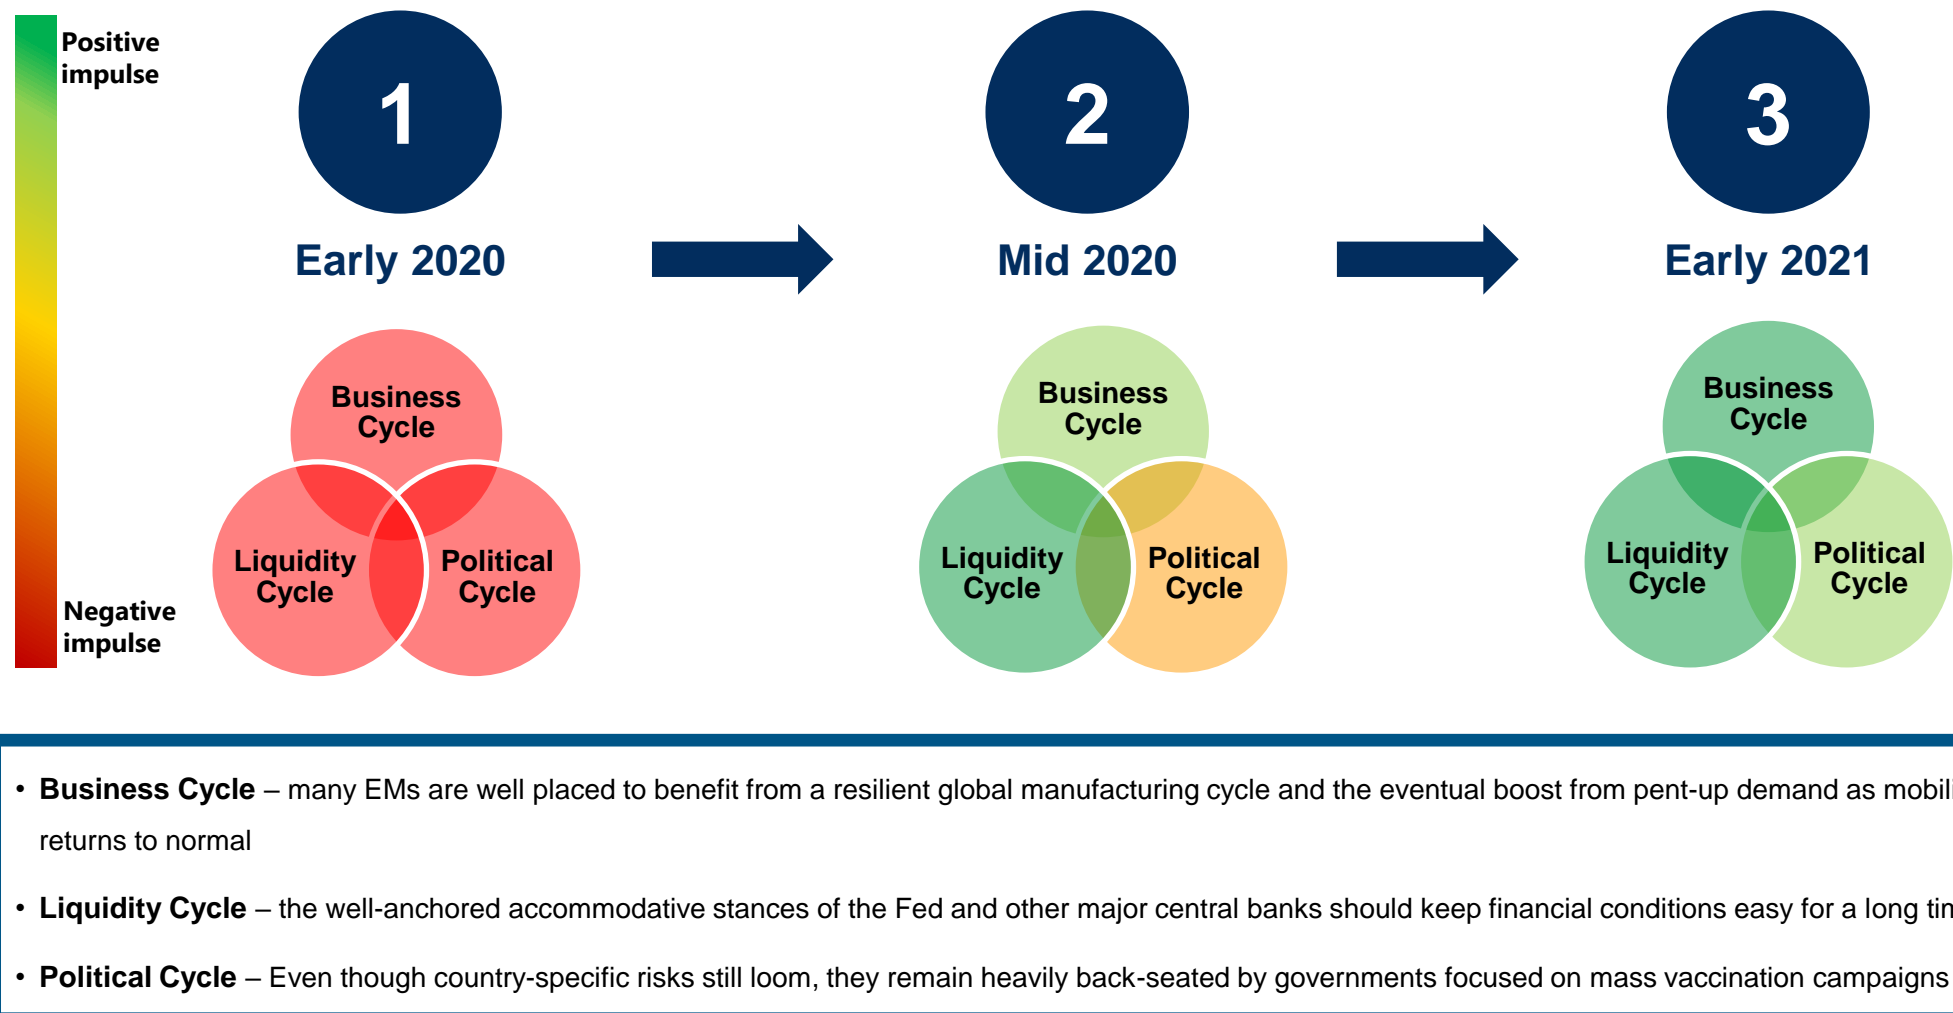 Positive
impulse
1
2
3
Early 2020
Mid 2020
Early 2021
Business
Cycle
Liquidity
Cycle
Political
Cycle
Business
Cycle
Liquidity
Cycle
Political
Cycle
Business
Cycle
Liquidity
Cycle
Political
Cycle
Negative
impulse
• Business Cycle – many EMs are well placed to benefit from a resilient global manufacturing cycle and the eventual boost from pent-up demand as
returns to normal
• Liquidity Cycle – the well-anchored accommodative stances of the Fed and other major central banks should keep financial conditions easy for a long
• Political Cycle – Even though country-specific risks still loom, they remain heavily back-seated by governments focused on mass vaccination campaigns